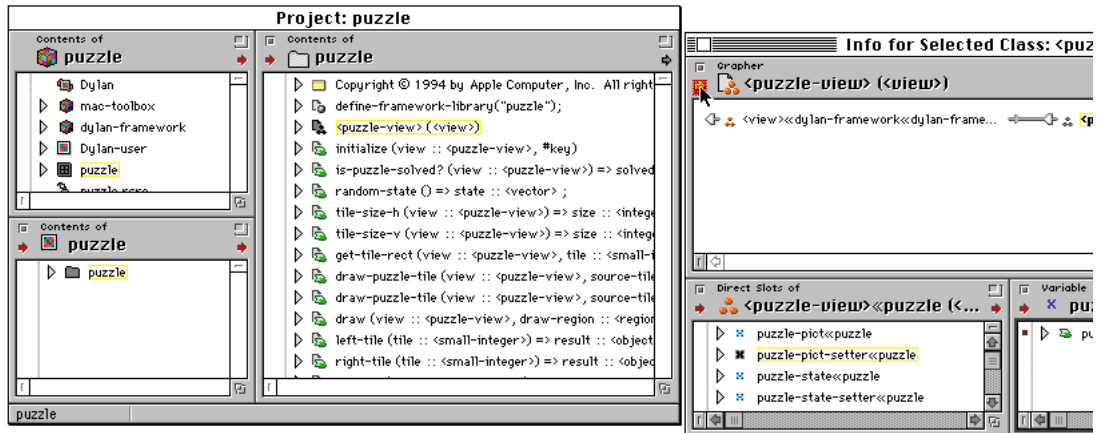 Project: puzzle
Contents of
puzzle
Dylan
mac-toolbox
dylan-framework
Dylan-user
puzzle
puzzle.rsrc
Contents of
puzzle
puzzle
Contents of
puzzle
Copyright © 1994 by Apple Computer, Inc. All right
define-framework-library("puzzle");
<puzzle-view> (<view>)
initialize (view :: <puzzle-view>, #key)
is-puzzle-solved? (view :: <puzzle-view>) => solved
random-state () => state :: <vector> ;
tile-size-h (view :: <puzzle-view>) => size :: <intege
tile-size-v (view :: <puzzle-view>) => size :: <intege
get-tile-rect (view :: <puzzle-view>, tile :: <small-i
draw-puzzle-tile (view :: <puzzle-view>, source-tile
draw-puzzle-tile (view :: <puzzle-view>, source-tile
draw (view :: <puzzle-view>, draw-region :: <region
left-tile (tile :: <small-integer>) => result :: <object
right-tile (tile :: <small-integer>) => result :: <objec
puzzle
Info for Selected Class: <puz
Grapher
<puzzle-view> (<view>)
<view>«dylan-framework«dylan-frame...
<p
Direct Slots of
<puzzle-view>«puzzle (<...
puzzle-pict«puzzle
puzzle-pict-setter«puzzle
puzzle-state«puzzle
puzzle-state-setter«puzzle
Variable
pu
pu